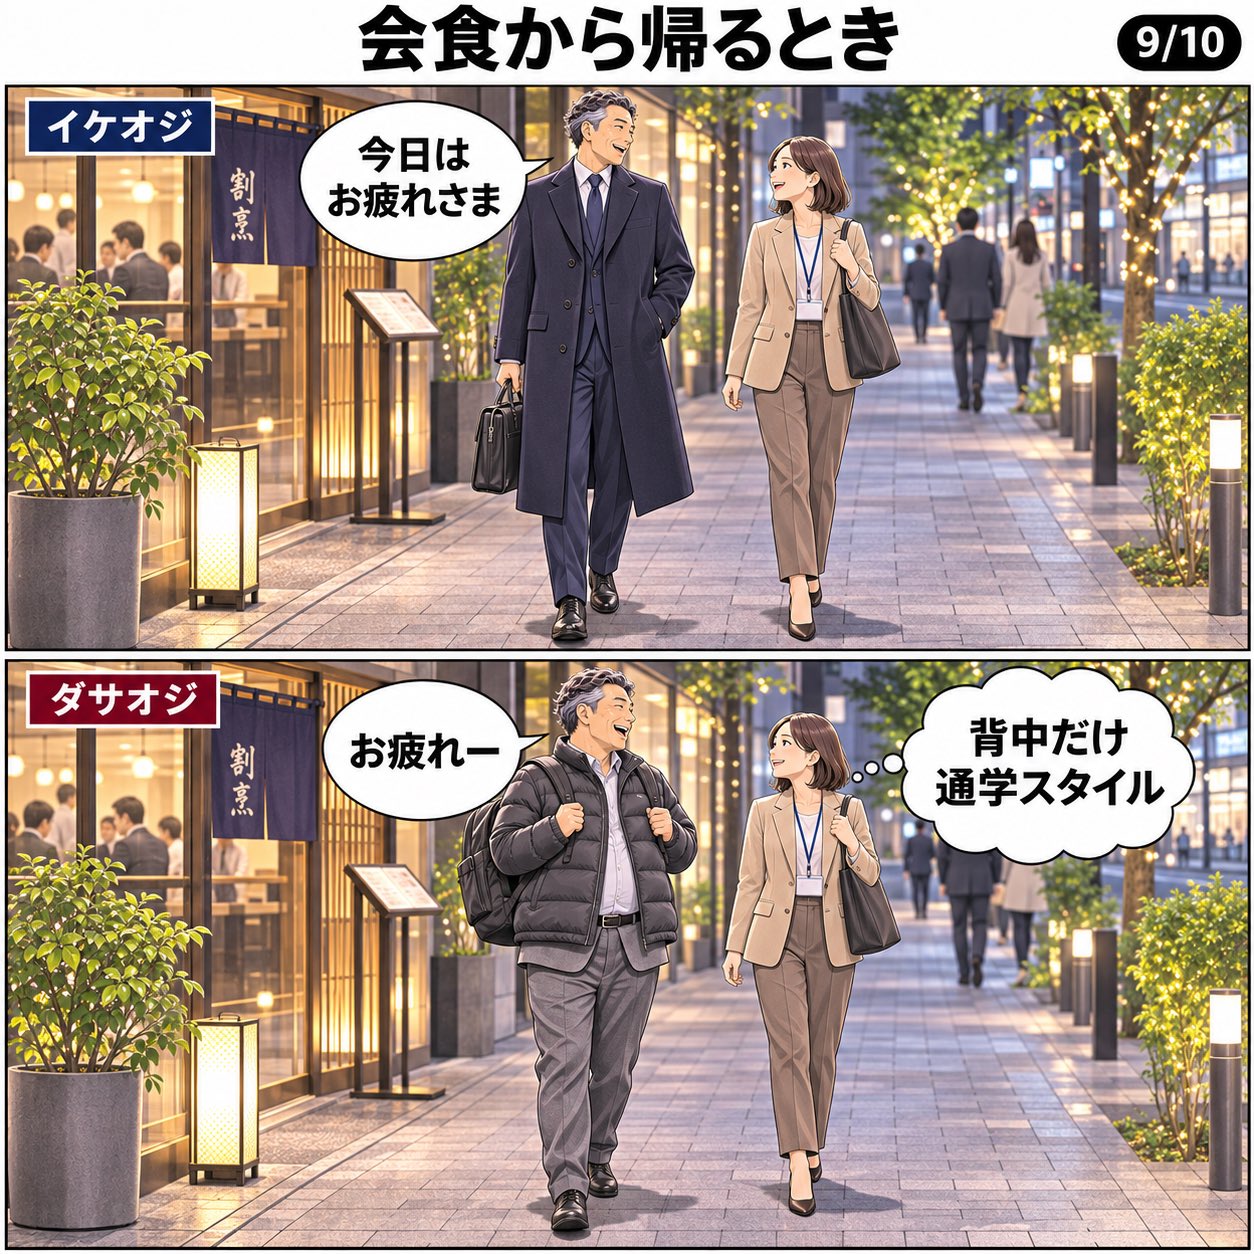 会食から帰るとき
9/10
イケオジ
割烹
今日は
お疲れさま
ダサオジ
割烹
お疲れー
背中だけ
通学スタイル